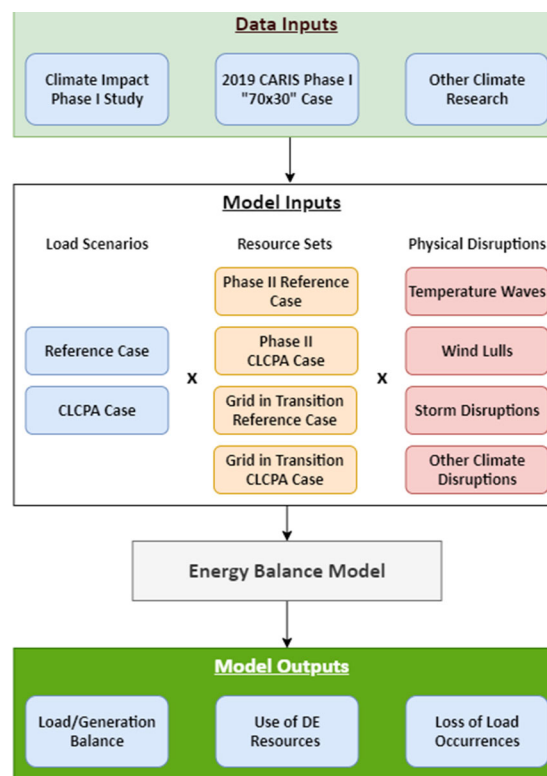 Data Inputs
Climate Impact
Phase I Study
2019 CARIS Phase I
"70x30" Case
Other Climate
Research
Model Inputs
Load Scenarios
Resource Sets
Physical Disruptions
Phase II Reference
Case
Temperature Waves
Reference Case
Phase II
CLCPA Case
Wind Lulls
x
x
CLCPA Case
Grid in Transition
Reference Case
Storm Disruptions
Grid in Transition
CLCPA Case
Other Climate
Disruptions
Energy Balance Model
Model Outputs
Load/Generation
Balance
Use of DE
Resources
Loss of Load
Occurrences